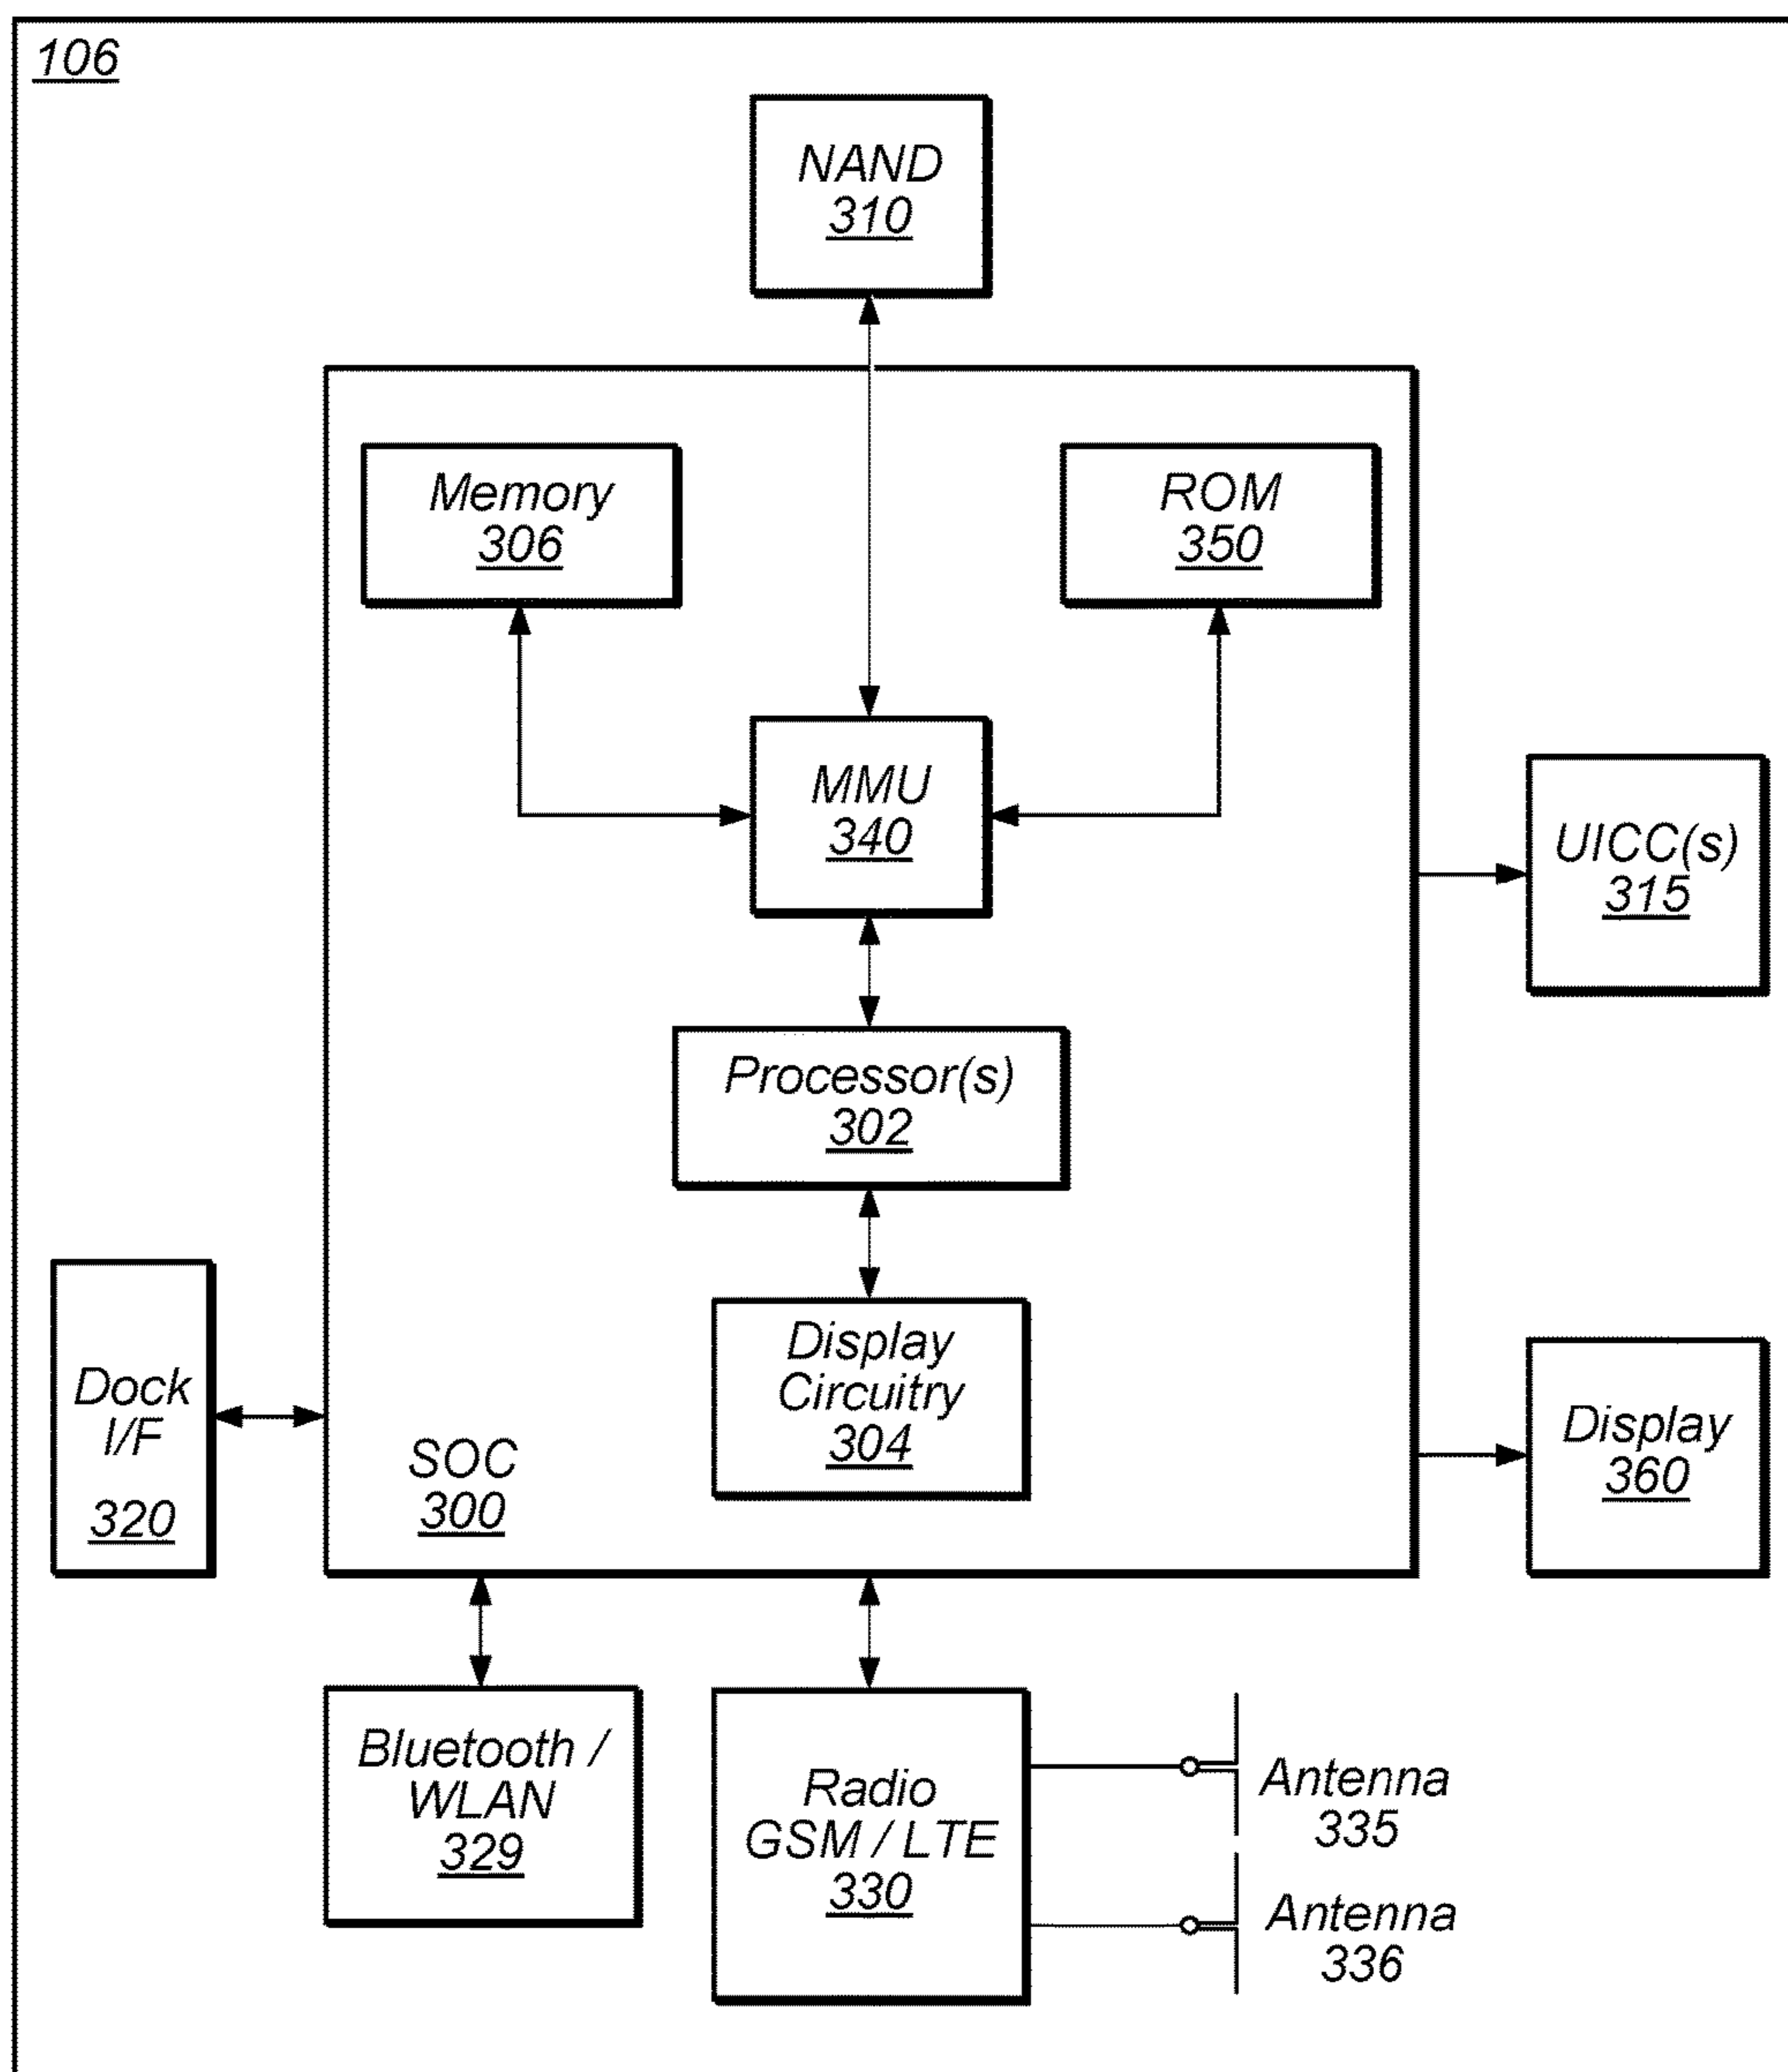 106
NAND
310
Memory
306
ROM
350
MMU
340
UICC(s)
315
Processor(s)
302
Display
Circuitry
304
Dock
I/F
320
SOC
300
Display
360
Bluetooth /
WLAN
329
Radio
GSM / LTE
330
Antenna
335
Antenna
336